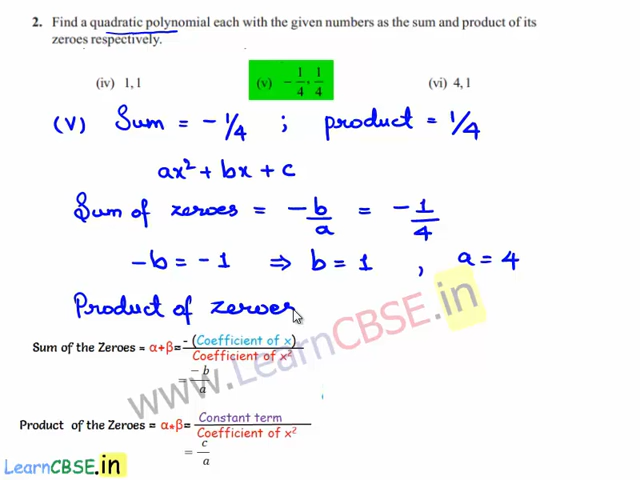 2. Find a quadratic polynomial each with the given numbers as the sum and product of its
zeroes respectively.
(iv) 1, 1 (v) -1/4, 1/4 (vi) 4, 1
(V) Sum = -1/4 ; product = 1/4
ax² + bx + c
Sum of zeroes = -b/a = -1/4
-b = -1 ⇒ b = 1 , a = 4
Product of zeroes
Sum of the Zeroes = α+β = -(Coefficient of x)/Coefficient of x²
= -b/a
www.LearnCBSE.in
Product of the Zeroes = α*β = Constant term/Coefficient of x²
= c/a
LearnCBSE.in